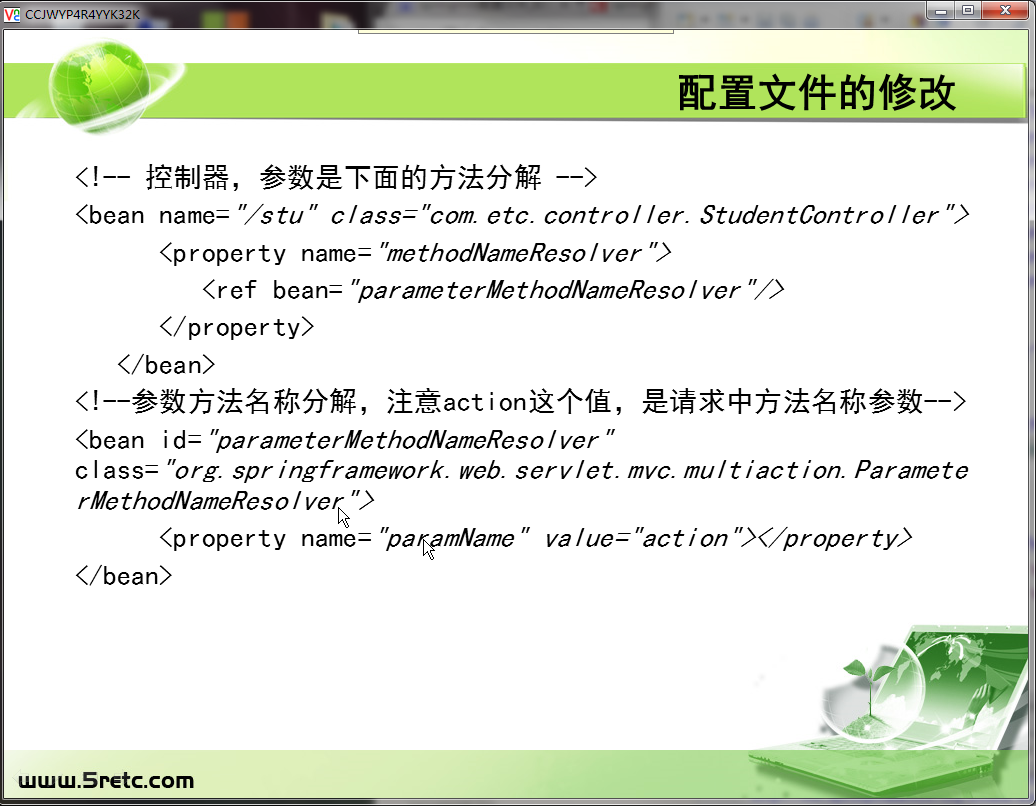 CCJWYP4R4YYK32K
配置文件的修改
<!-- 控制器，参数是下面的方法分解 -->
<bean name="/stu" class="com.etc.controller.StudentController">
<property name="methodNameResolver">
<ref bean="parameterMethodNameResolver"/>
</property>
</bean>
<!--参数方法名称分解，注意action这个值，是请求中方法名称参数-->
<bean id="parameterMethodNameResolver"
class="org.springframework.web.servlet.mvc.multiaction.Paramete
rMethodNameResolver">
<property name="paramName" value="action"></property>
</bean>
www.5retc.com